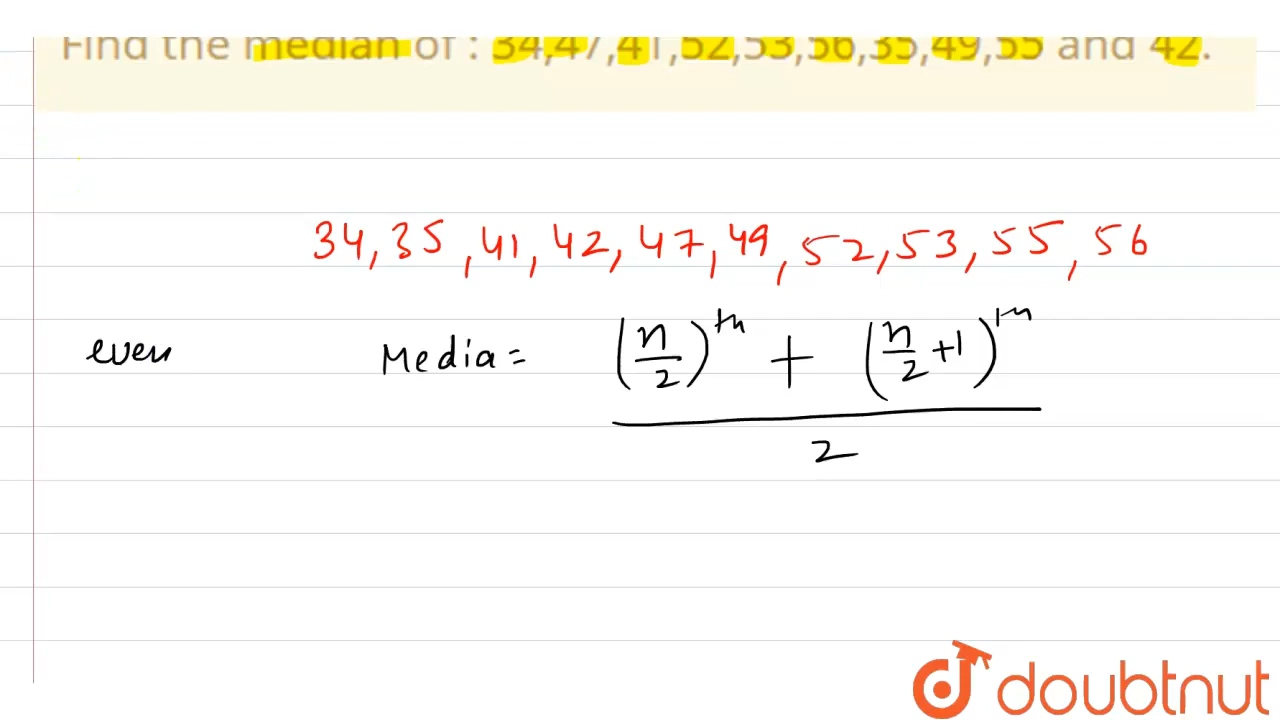 Find the median of : 34,47,41,52,53,56,35,49,55 and 42.
34, 35, 41, 42, 47, 49, 52, 53, 55, 56
even Media = (n/2)^th + (n/2 +1)^th
2
doubtnut